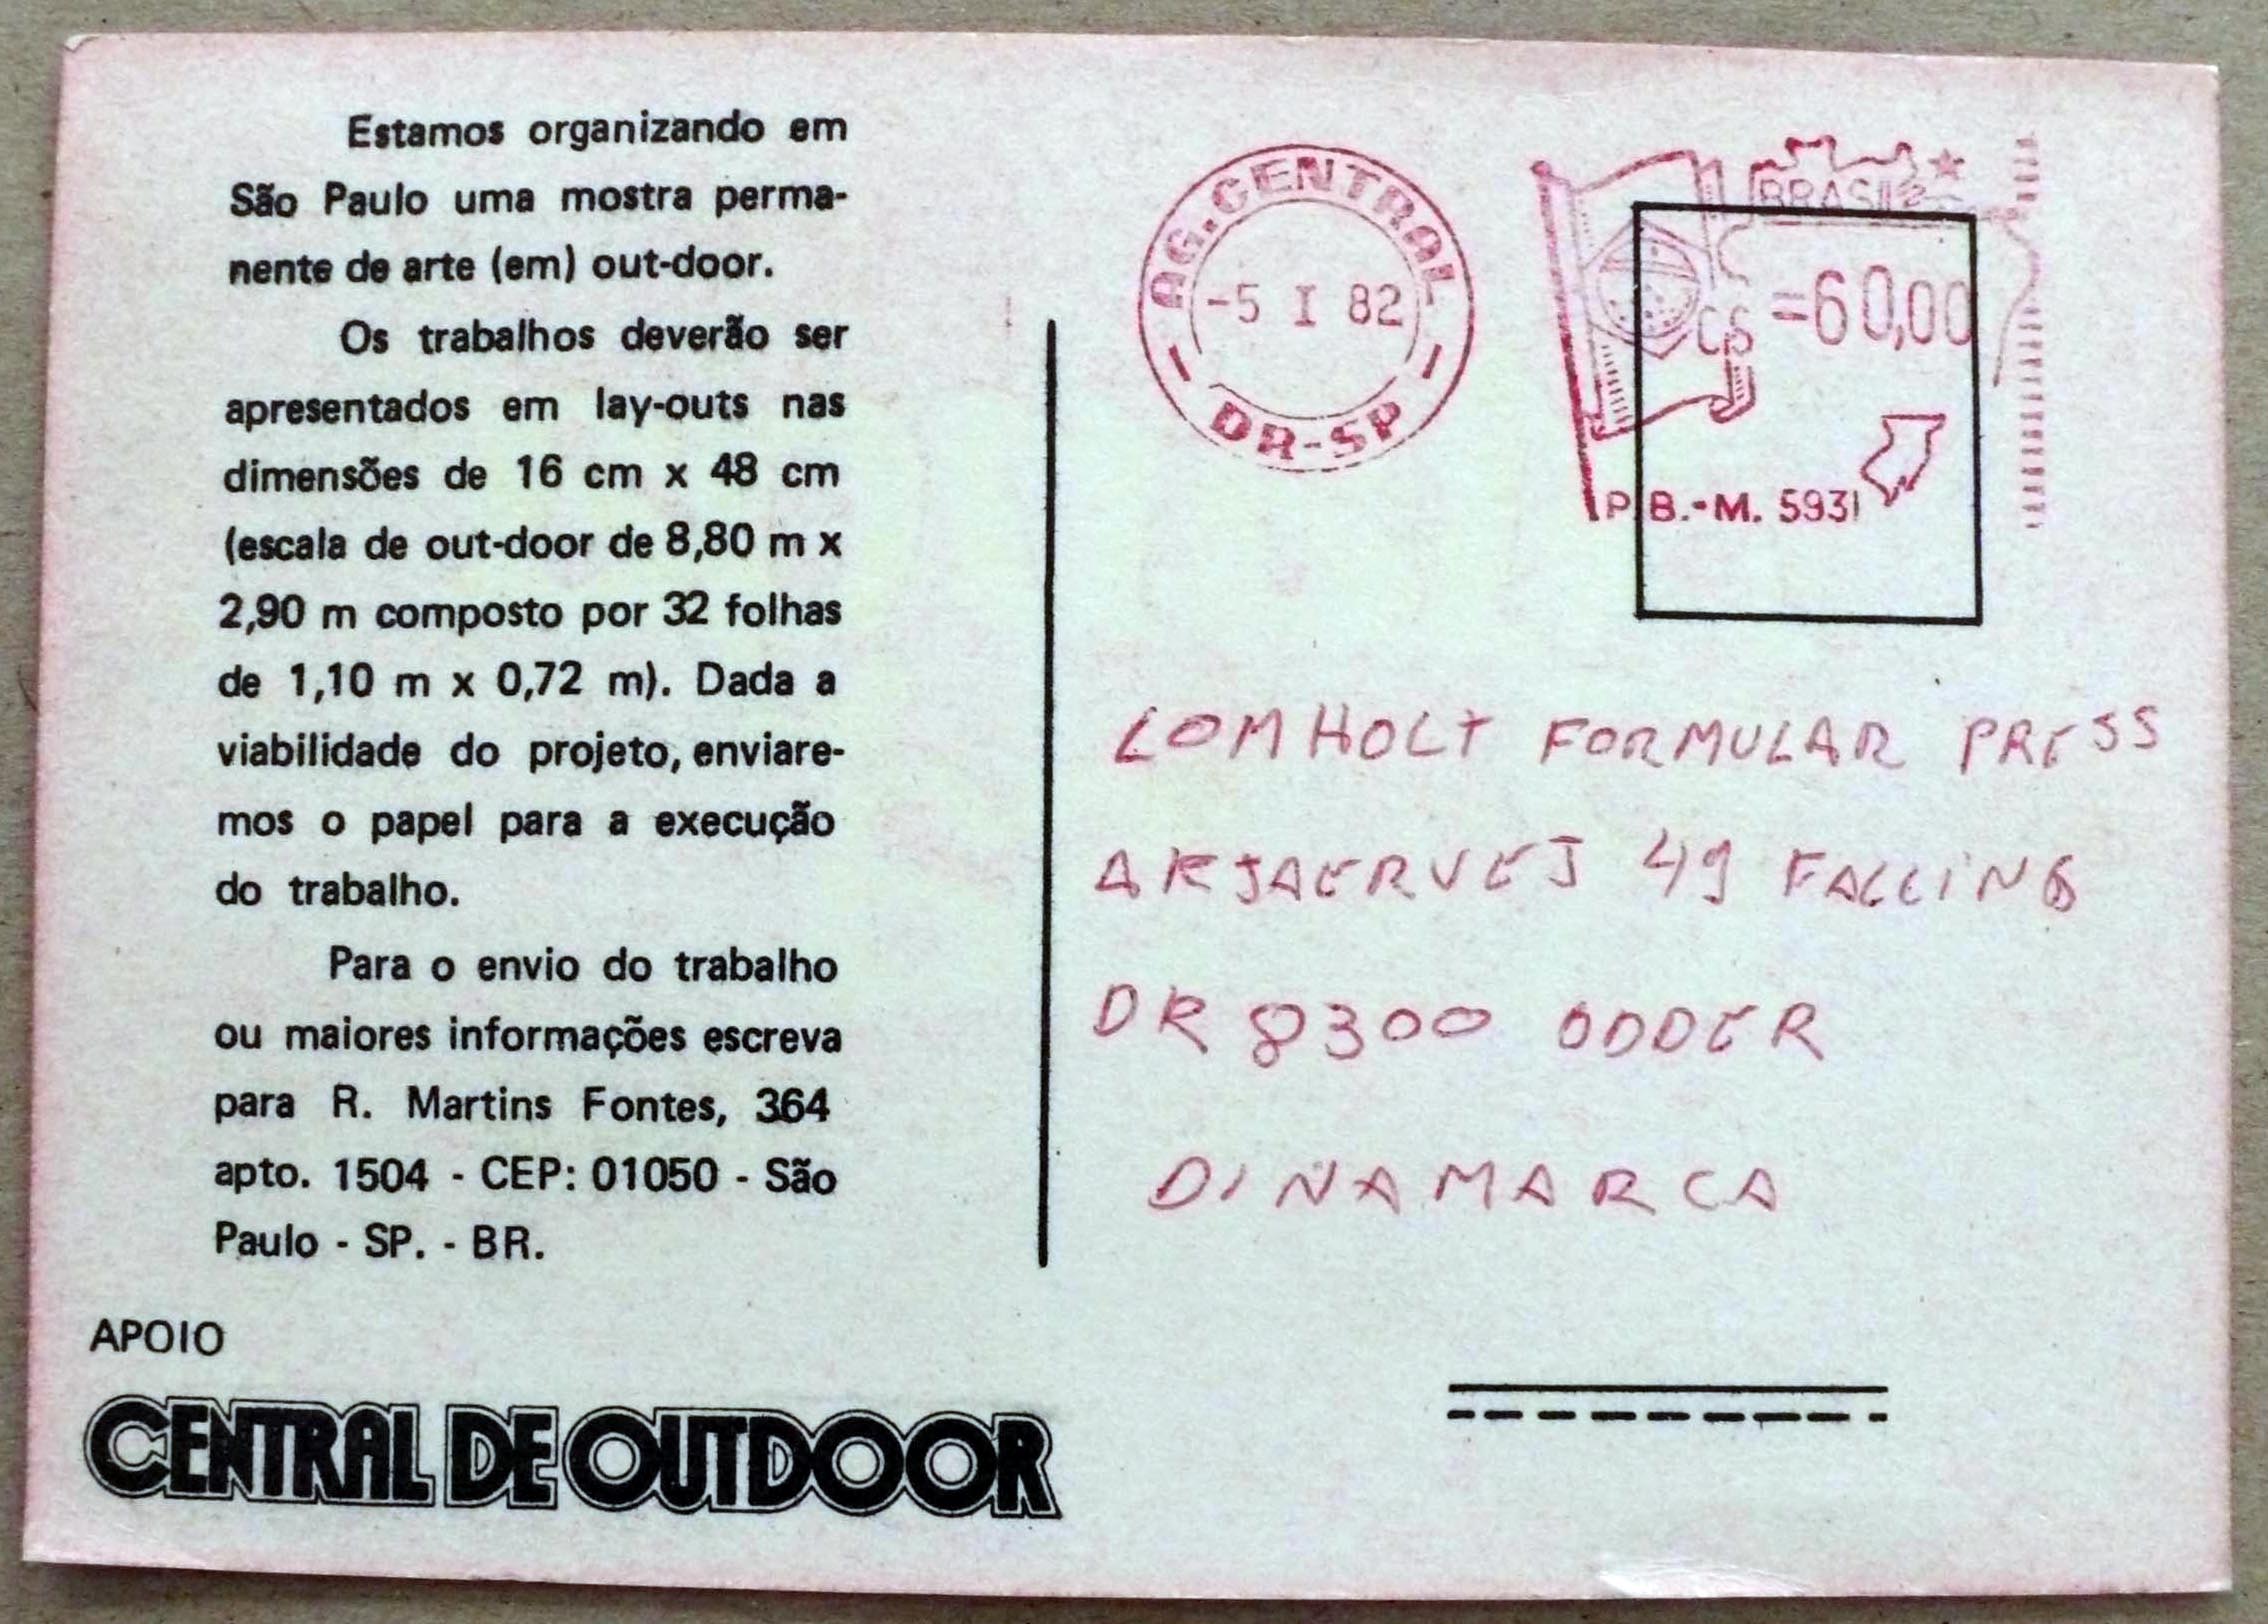 Estamos organizando em
São Paulo uma mostra perma-
nente de arte (em) out-door.
Os trabalhos deverão ser
apresentados em lay-outs nas
dimensões de 16 cm x 48 cm
(escala de out-door de 8,80 m x
2,90 m composto por 32 folhas
de 1,10 m x 0,72 m). Dada a
viabilidade do projeto, enviare-
mos o papel para a execução
do trabalho.
Para o envio do trabalho
ou maiores informações escreva
para R. Martins Fontes, 364
apto. 1504 - CEP: 01050 - São
Paulo - SP. - BR.
APOIO
CENTRAL DE OUTDOOR
AG. CENTRAL
-5 I 82
DR-SP
BRASIL
C$ =60,00
P.B.-M. 5931
LOMHOLT FORMULAR PRESS
AKJAERVEJ 49 FALLING
DK 8300 ODDER
DINAMARCA